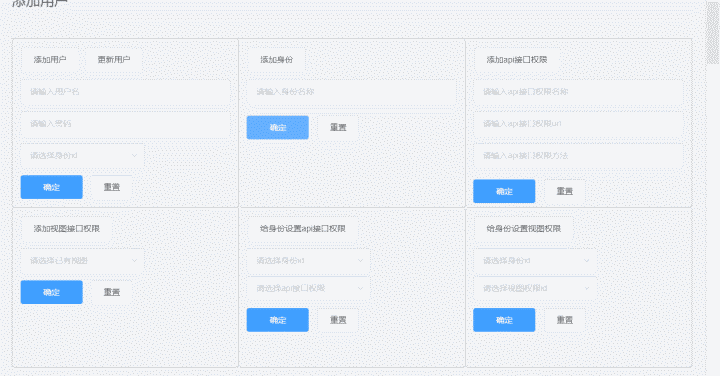 添加用户
添加用户 更新用户
请输入用户名
请输入密码
请选择身份id
确定 重置
添加身份
请输入身份名称
确定 重置
添加api接口权限
请输入api接口权限名称
请输入api接口权限url
请输入api接口权限方法
确定 重置
添加视图接口权限
请选择已有视图
确定 重置
给身份设置api接口权限
请选择身份id
请选择api接口权限
确定 重置
给身份设置视图权限
请选择身份id
请选择视图权限id
确定 重置